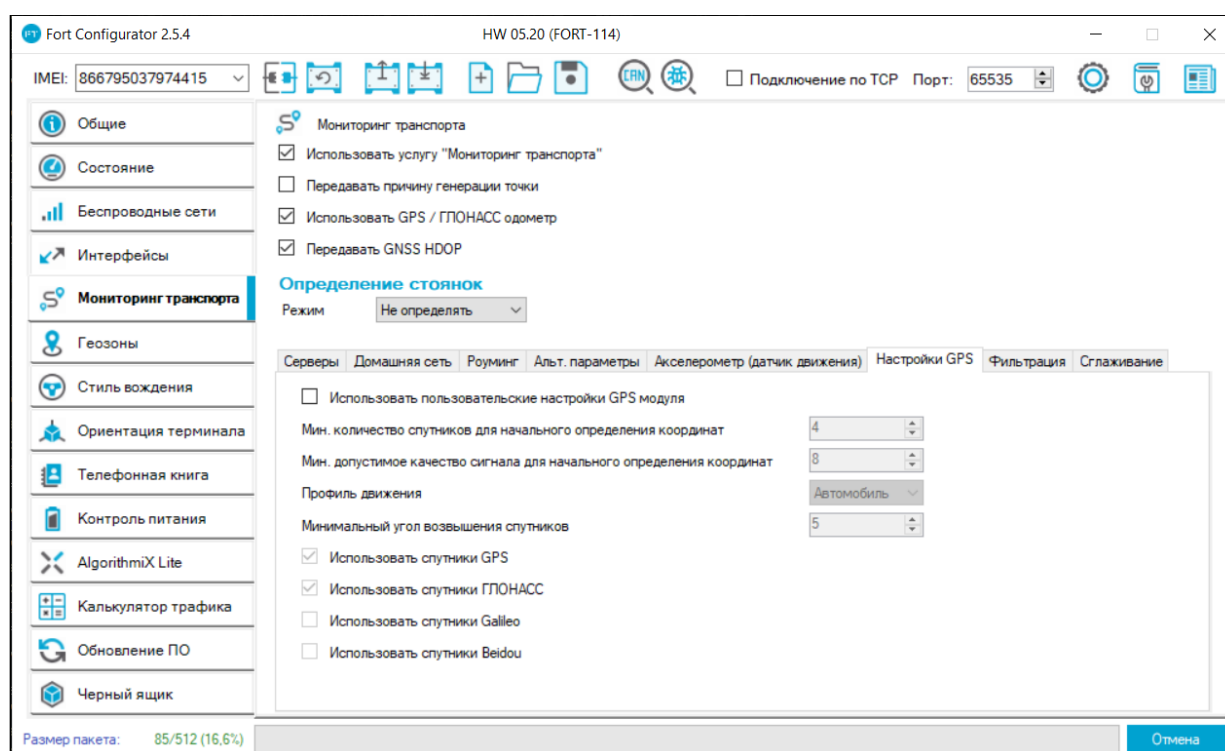 Fort Configurator 2.5.4 HW 05.20 (FORT-114)
IMEI: 866795037974415 CAN Подключение по TCP Порт: 65535
Общие
Состояние
Беспроводные сети
Интерфейсы
Мониторинг транспорта
Геозоны
Стиль вождения
Ориентация терминала
Телефонная книга
Контроль питания
AlgorithmiX Lite
Калькулятор трафика
Обновление ПО
Черный ящик
Мониторинг транспорта
Использовать услугу "Мониторинг транспорта"
Передавать причину генерации точки
Использовать GPS / ГЛОНАСС одометр
Передавать GNSS HDOP
Определение стоянок
Режим Не определять
Серверы Домашняя сеть Роуминг Альт. параметры Акселерометр (датчик движения) Настройки GPS Фильтрация Сглаживание
Использовать пользовательские настройки GPS модуля
Мин. количество спутников для начального определения координат 4
Мин. допустимое качество сигнала для начального определения координат 8
Профиль движения Автомобиль
Минимальный угол возвышения спутников 5
Использовать спутники GPS
Использовать спутники ГЛОНАСС
Использовать спутники Galileo
Использовать спутники Beidou
Размер пакета: 85/512 (16,6%) Отмена